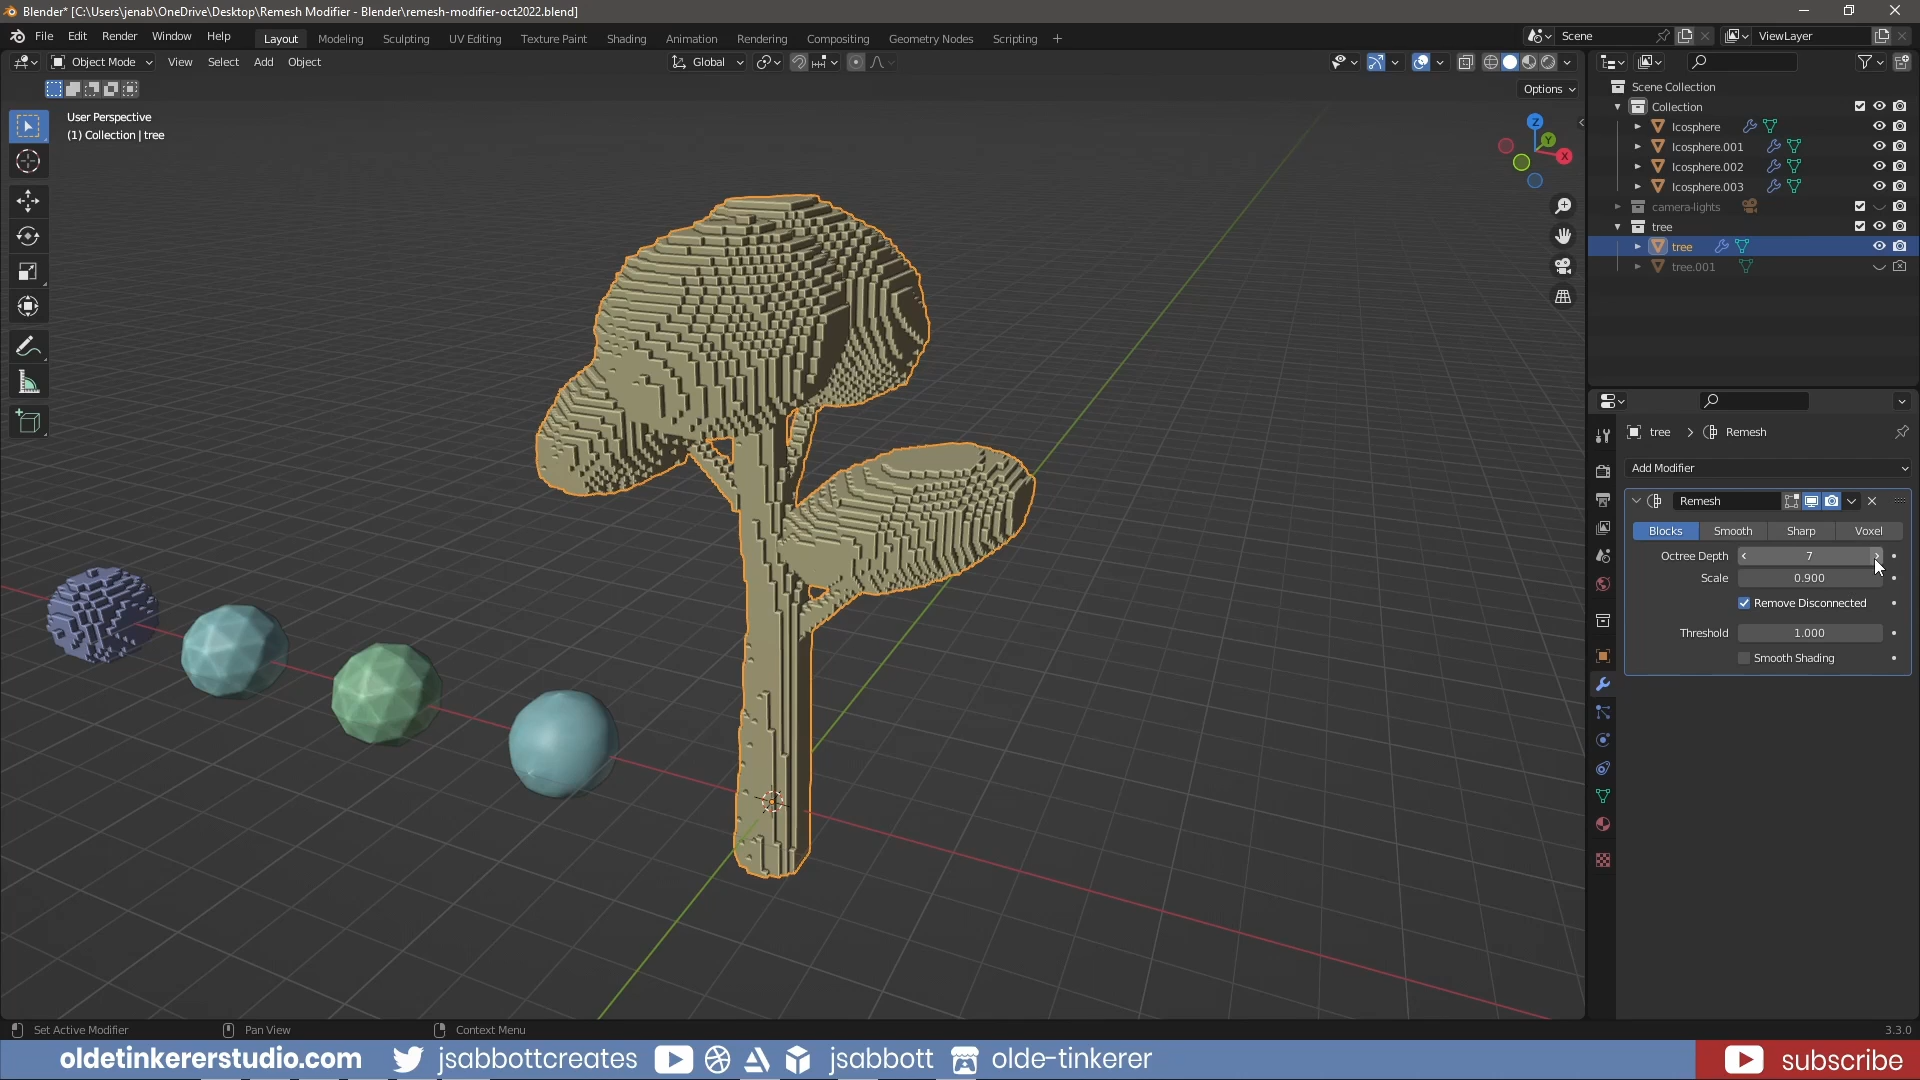 Blender* [C:\Users\jenab\OneDrive\Desktop\Remesh Modifier - Blender\remesh-modifier-oct2022.blend]
File Edit Render Window Help Layout Modeling Sculpting UV Editing Texture Paint Shading Animation Rendering Compositing Geometry Nodes Scripting + Scene ViewLayer
Object Mode View Select Add Object Global
Options
User Perspective
(1) Collection | tree
Z
Y
X
Scene Collection
Collection
Icosphere
Icosphere.001
Icosphere.002
Icosphere.003
camera-lights
tree
tree
tree.001
tree > Remesh
Add Modifier
Remesh
Blocks Smooth Sharp Voxel
Octree Depth 7
Scale 0.900
Remove Disconnected
Threshold 1.000
Smooth Shading
Set Active Modifier Pan View Context Menu 3.3.0
oldetinkererstudio.com jsabbottcreates jsabbott olde-tinkerer subscribe